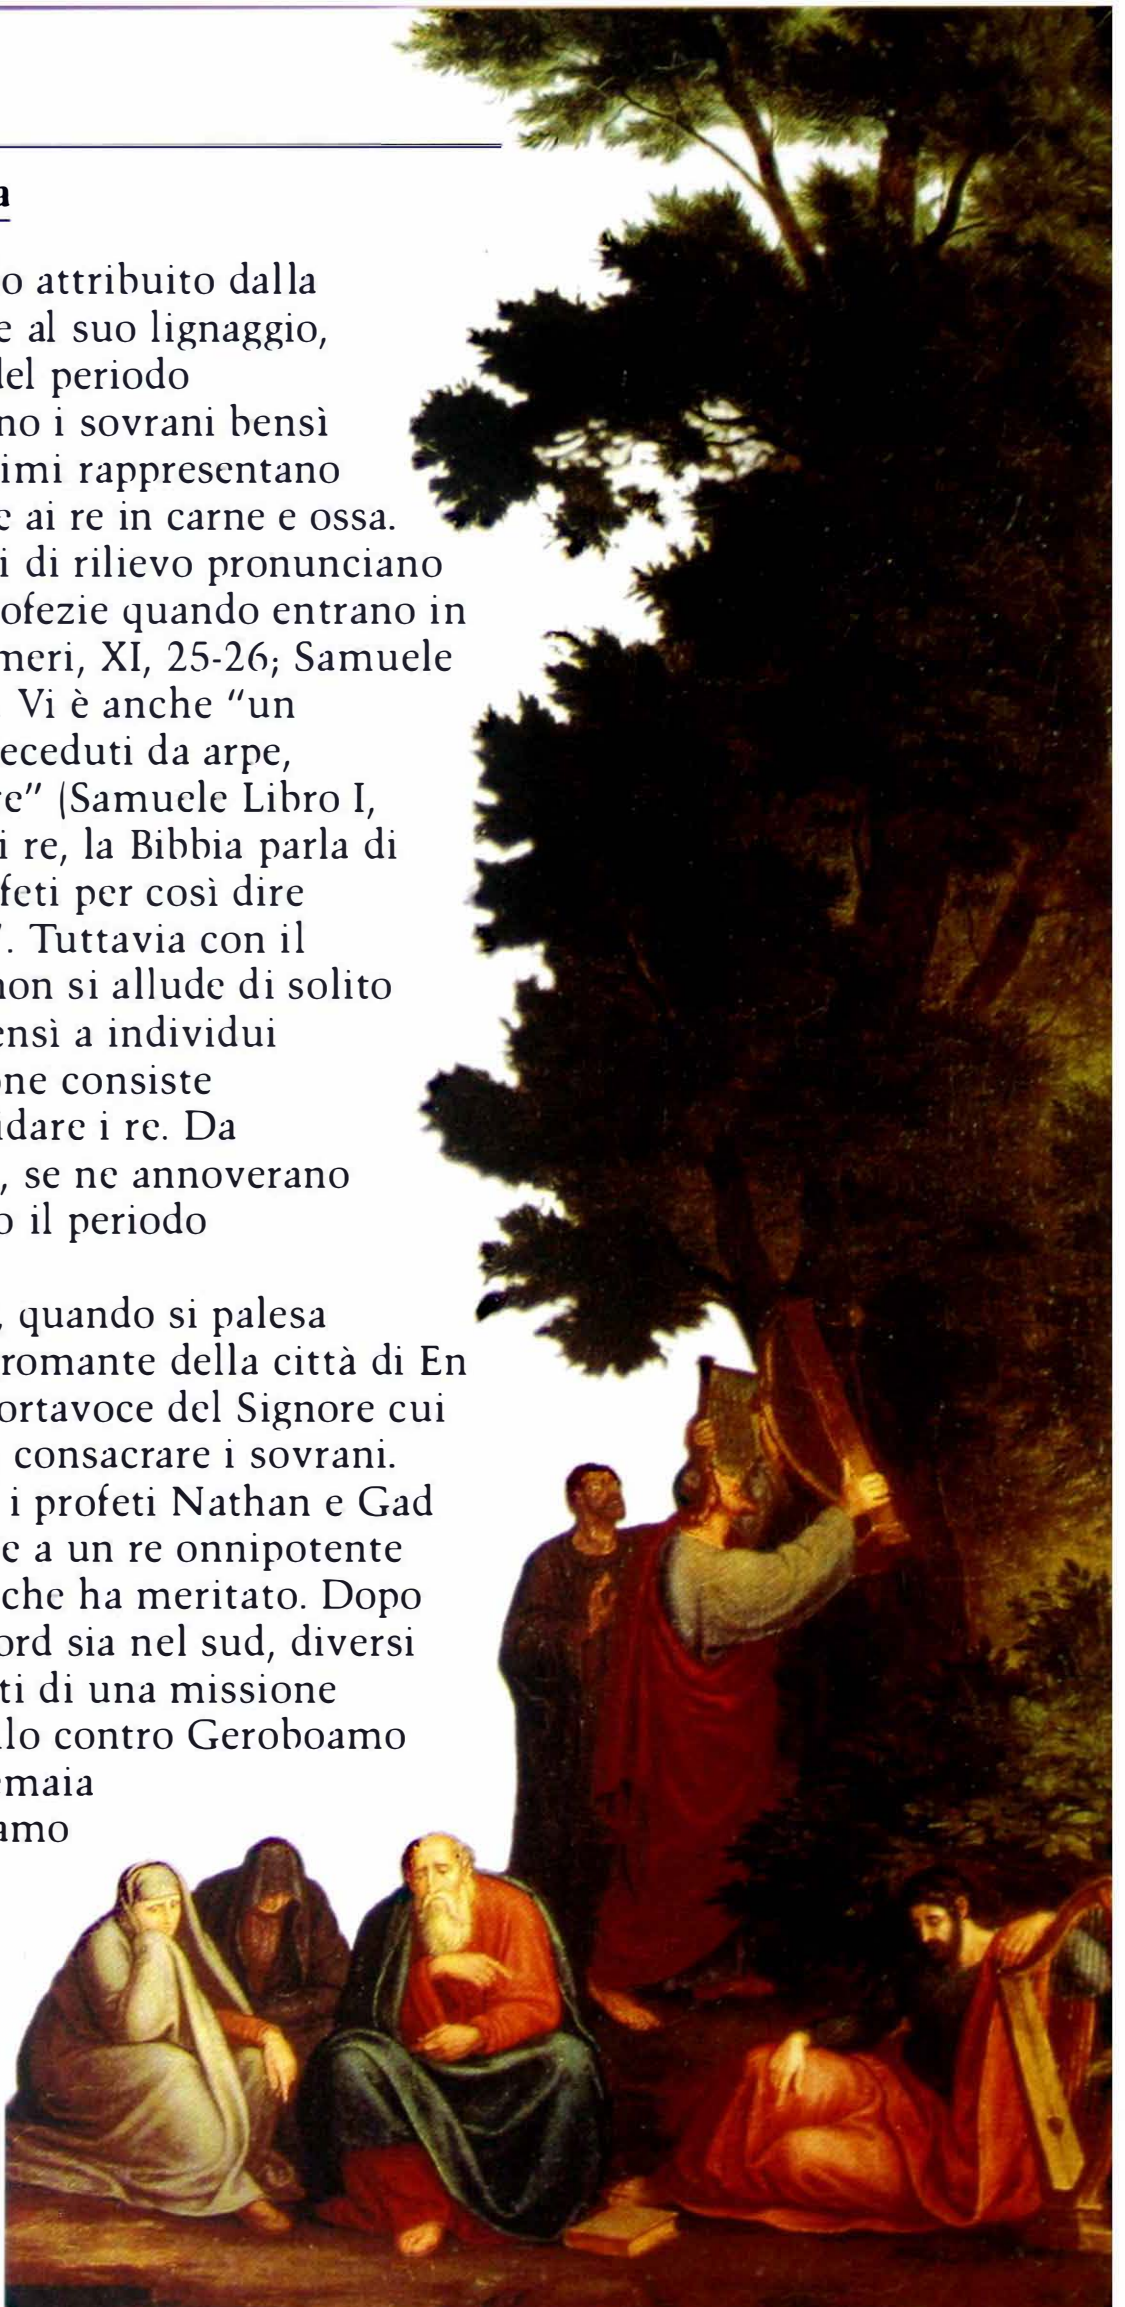 a
o attribuito dalla
e al suo lignaggio,
del periodo
no i sovrani bensì
imi rappresentano
e ai re in carne e ossa.
i di rilievo pronunciano
ofezie quando entrano in
meri, XI, 25-26; Samuele
. Vi è anche “un
eceduti da arpe,
re” (Samuele Libro I,
i re, la Bibbia parla di
feti per così dire
”. Tuttavia con il
non si allude di solito
ensì a individui
one consiste
idare i re. Da
, se ne annoverano
o il periodo
, quando si palesa
romante della città di En
ortavoce del Signore cui
consacrare i sovrani.
i profeti Nathan e Gad
e a un re onnipotente
che ha meritato. Dopo
ord sia nel sud, diversi
ti di una missione
llo contro Geroboamo
emaia
amo